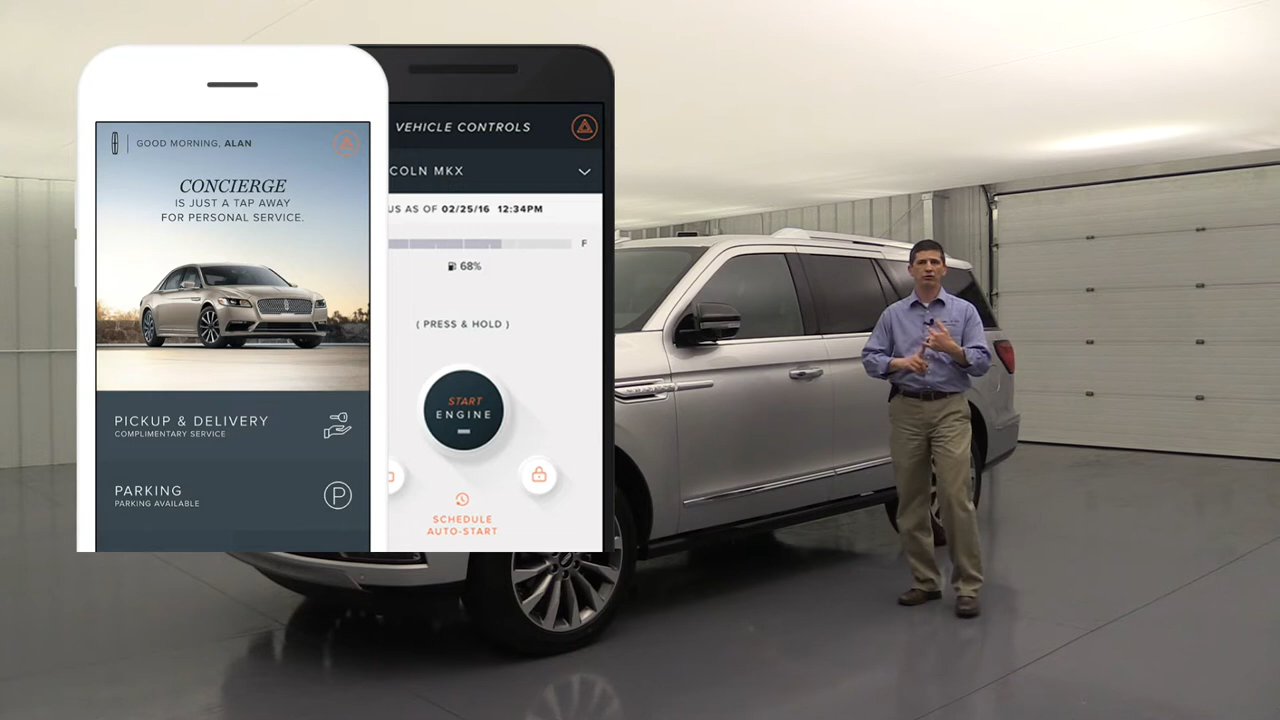 GOOD MORNING, ALAN
CONCIERGE
IS JUST A TAP AWAY
FOR PERSONAL SERVICE.
PICKUP & DELIVERY
COMPLIMENTARY SERVICE
PARKING
PARKING AVAILABLE
P
VEHICLE CONTROLS
COLN MKX
US AS OF 02/25/16 12:34PM
F
68%
( PRESS & HOLD )
START
ENGINE
SCHEDULE
AUTO-START